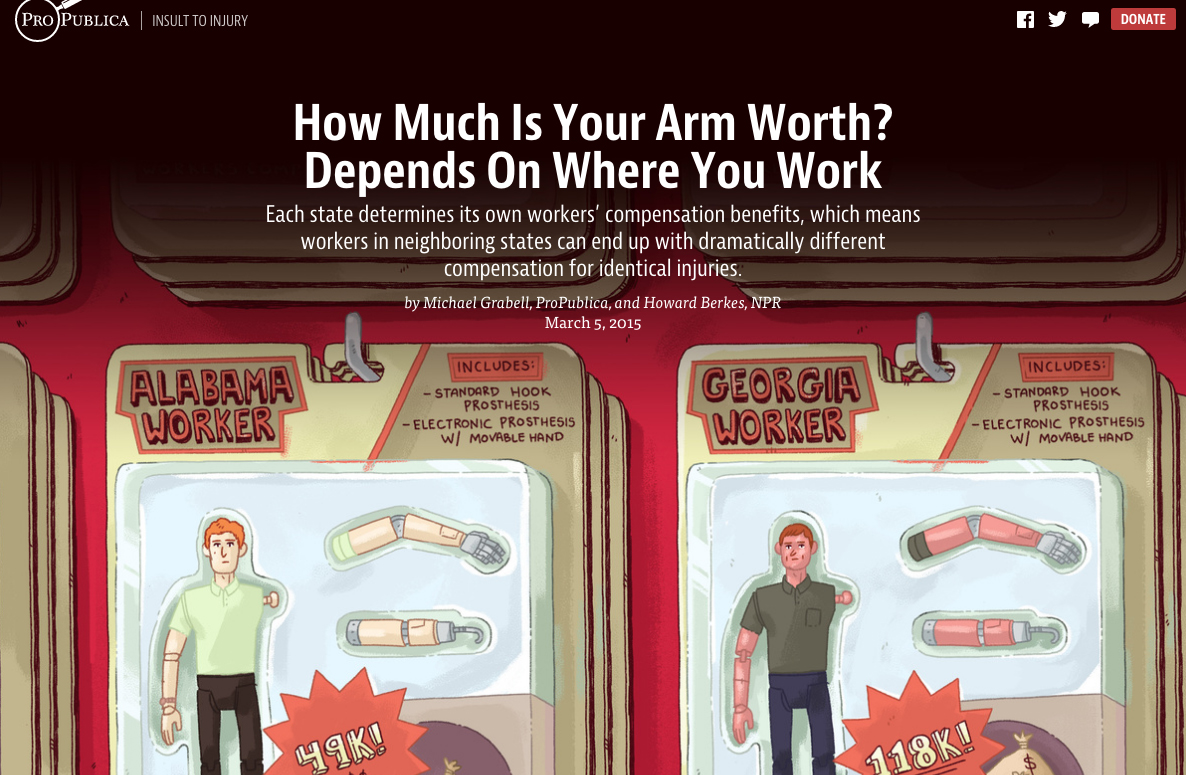 PROPUBLICA
INSULT TO INJURY
DONATE
How Much Is Your Arm Worth?
Depends On Where You Work
Each state determines its own workers' compensation benefits, which means
workers in neighboring states can end up with dramatically different
compensation for identical injuries.
by Michael Grabell, ProPublica, and Howard Berkes, NPR
March 5, 2015
ALABAMA
WORKER
INCLUDES:
- STANDARD HOOK
PROSTHESIS
- ELECTRONIC PROSTHESIS
W/ MOVABLE HAND
49K!
GEORGIA
WORKER
INCLUDES:
- STANDARD HOOK
PROSTHESIS
- ELECTRONIC PROSTHESIS
W/ MOVABLE HAND
118K!
$